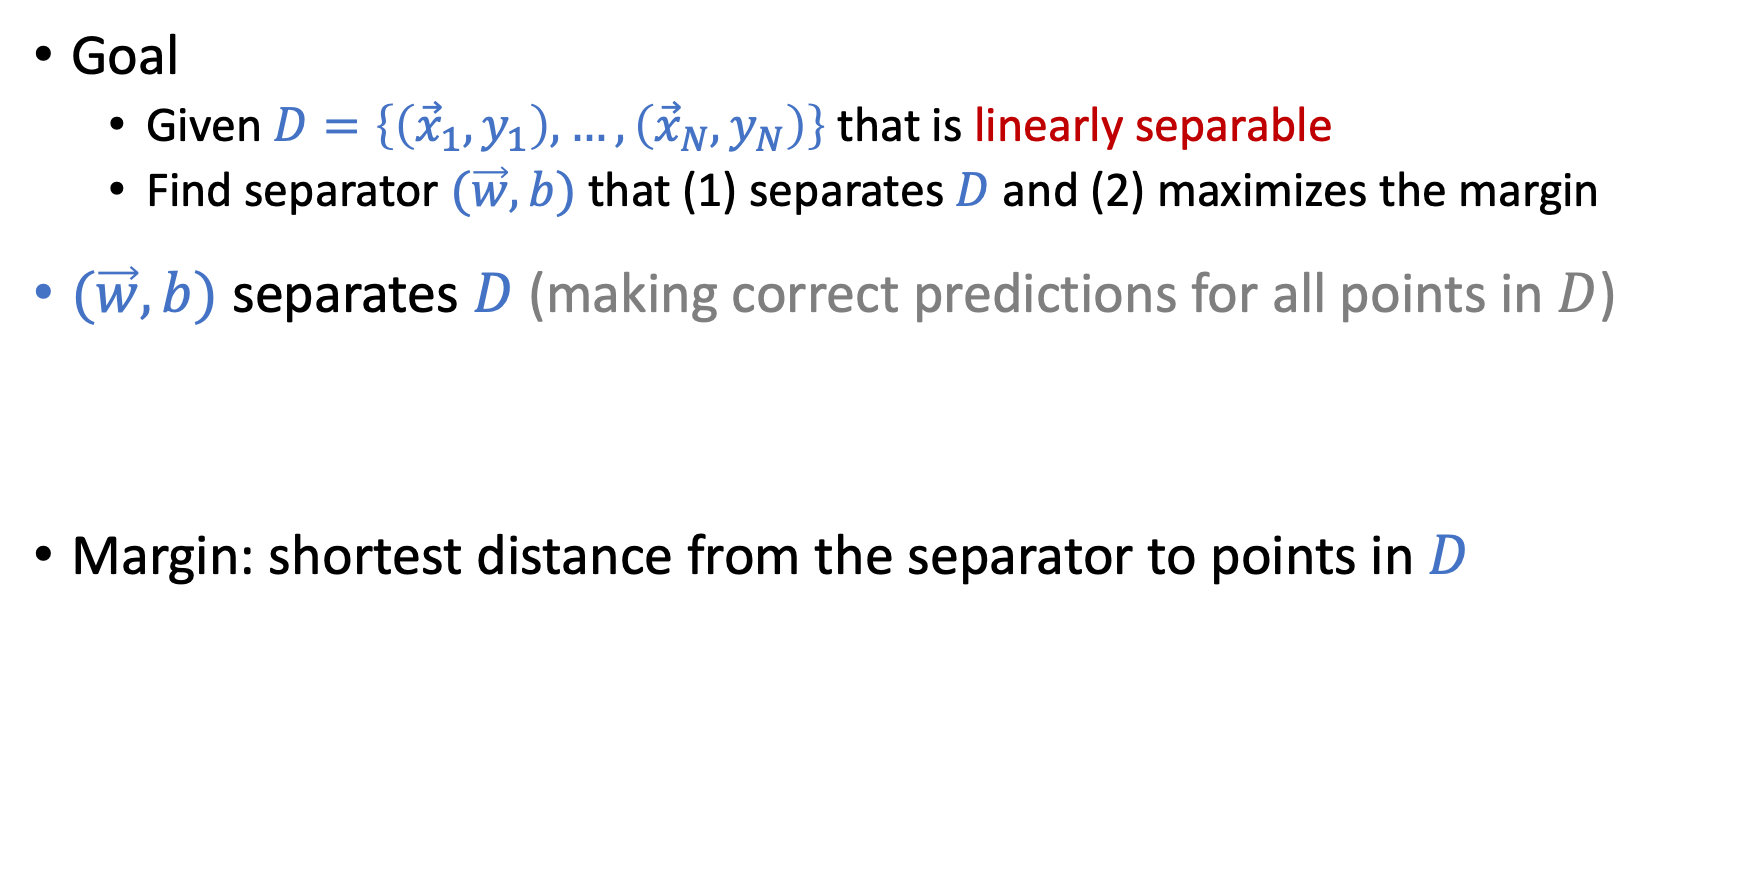 • Goal
• Given D = {(x⃗₁, y₁), … , (x⃗_N, y_N)} that is linearly separable
• Find separator (w⃗, b) that (1) separates D and (2) maximizes the margin
• (w⃗, b) separates D (making correct predictions for all points in D)
• Margin: shortest distance from the separator to points in D